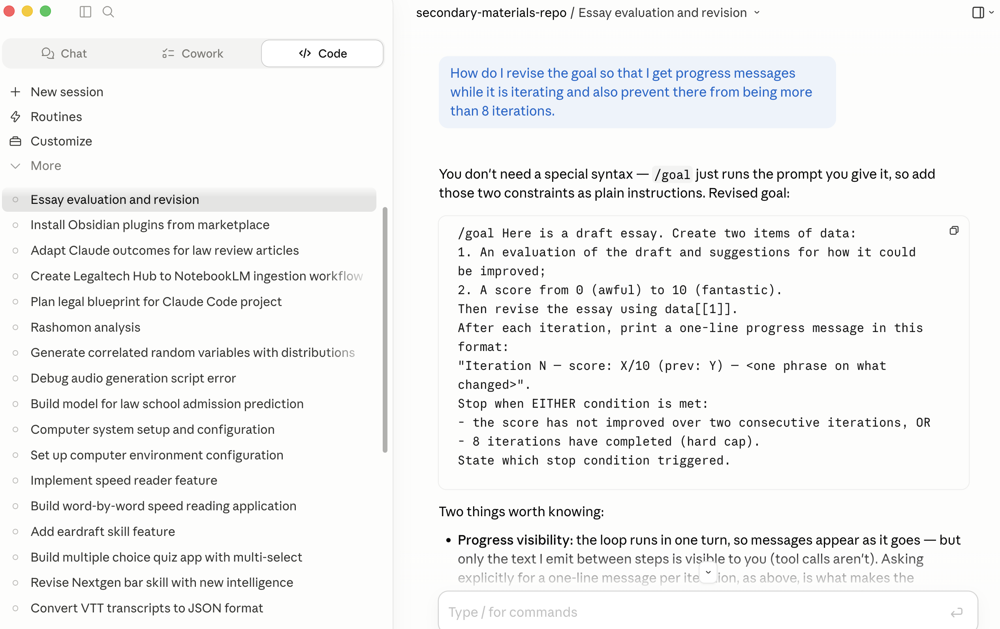 Chat
Cowork
</> Code
New session
Routines
Customize
More
Essay evaluation and revision
Install Obsidian plugins from marketplace
Adapt Claude outcomes for law review articles
Create Legaltech Hub to NotebookLM ingestion workflow
Plan legal blueprint for Claude Code project
Rashomon analysis
Generate correlated random variables with distributions
Debug audio generation script error
Build model for law school admission prediction
Computer system setup and configuration
Set up computer environment configuration
Implement speed reader feature
Build word-by-word speed reading application
Add eardraft skill feature
Build multiple choice quiz app with multi-select
Revise Nextgen bar skill with new intelligence
Convert VTT transcripts to JSON format
secondary-materials-repo / Essay evaluation and revision
How do I revise the goal so that I get progress messages
while it is iterating and also prevent there from being more
than 8 iterations.
You don't need a special syntax — /goal just runs the prompt you give it, so add
those two constraints as plain instructions. Revised goal:
/goal Here is a draft essay. Create two items of data:
1. An evaluation of the draft and suggestions for how it could
be improved;
2. A score from 0 (awful) to 10 (fantastic).
Then revise the essay using data[[1]].
After each iteration, print a one-line progress message in this
format:
"Iteration N — score: X/10 (prev: Y) — <one phrase on what
changed>".
Stop when EITHER condition is met:
- the score has not improved over two consecutive iterations, OR
- 8 iterations have completed (hard cap).
State which stop condition triggered.
Two things worth knowing:
• Progress visibility: the loop runs in one turn, so messages appear as it goes — but
only the text I emit between steps is visible to you (tool calls aren't). Asking
explicitly for a one-line message per ite ion, as above, is what makes the
Type / for commands